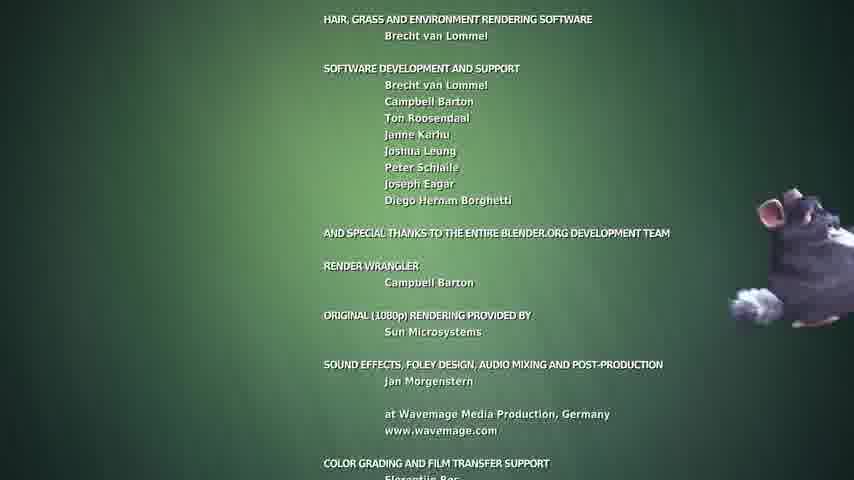 HAIR, GRASS AND ENVIRONMENT RENDERING SOFTWARE
Brecht van Lommel
SOFTWARE DEVELOPMENT AND SUPPORT
Brecht van Lommel
Campbell Barton
Ton Roosendaal
Janne Karhu
Joshua Leung
Peter Schlaile
Joseph Eagar
Diego Hernan Borghetti
AND SPECIAL THANKS TO THE ENTIRE BLENDER.ORG DEVELOPMENT TEAM
RENDER WRANGLER
Campbell Barton
ORIGINAL (1080p) RENDERING PROVIDED BY
Sun Microsystems
SOUND EFFECTS, FOLEY DESIGN, AUDIO MIXING AND POST-PRODUCTION
Jan Morgenstern
at Wavemage Media Production, Germany
www.wavemage.com
COLOR GRADING AND FILM TRANSFER SUPPORT